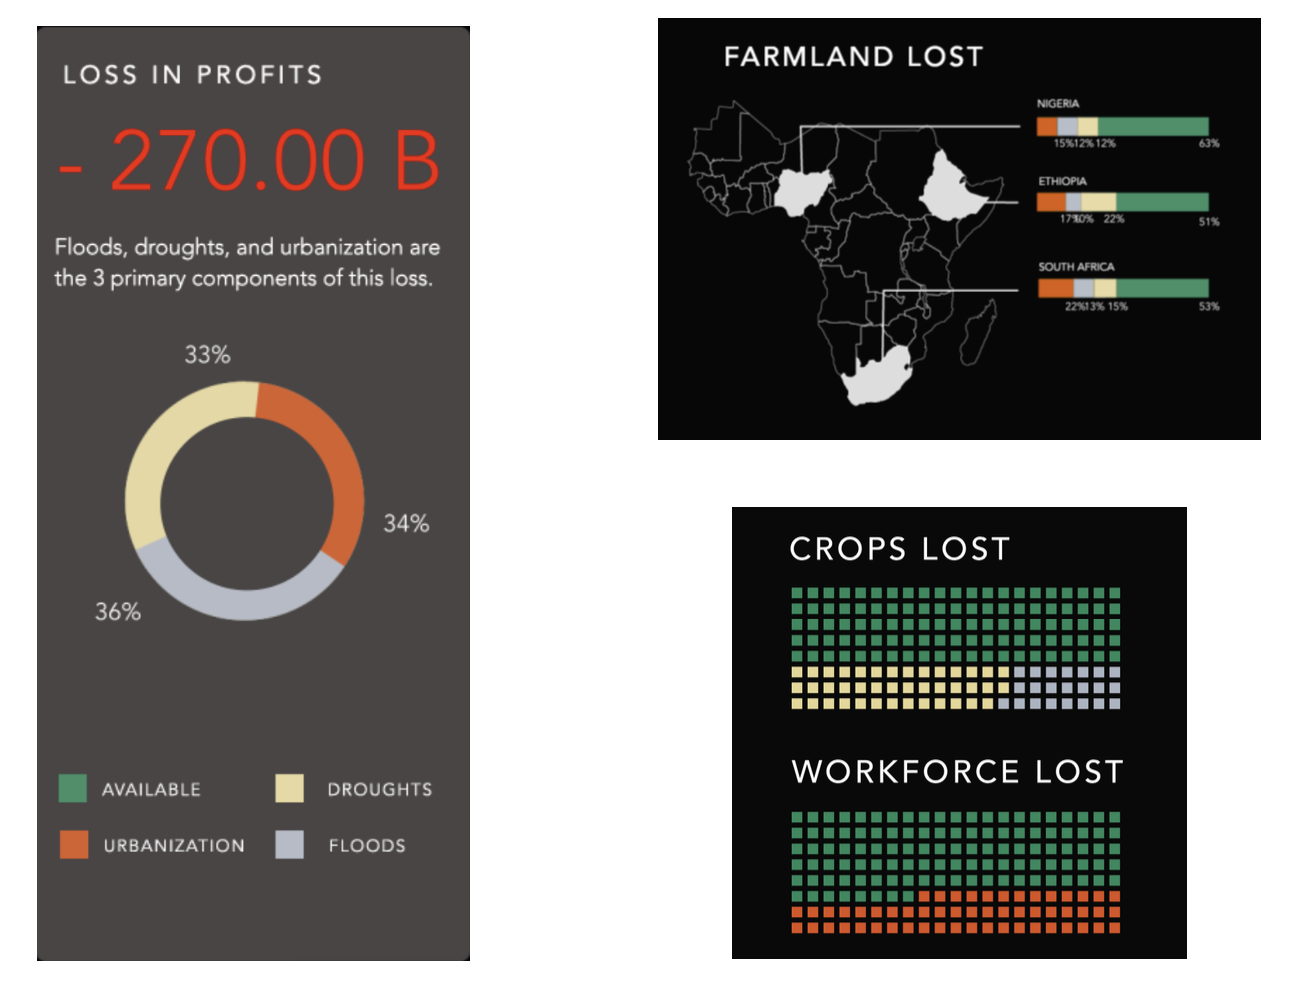 LOSS IN PROFITS
- 270.00 B
Floods, droughts, and urbanization are
the 3 primary components of this loss.
33%
34%
36%
AVAILABLE
DROUGHTS
URBANIZATION
FLOODS
FARMLAND LOST
NIGERIA
15% 12% 12% 63%
ETHIOPIA
17% 10% 22% 51%
SOUTH AFRICA
22% 13% 15% 53%
CROPS LOST
WORKFORCE LOST